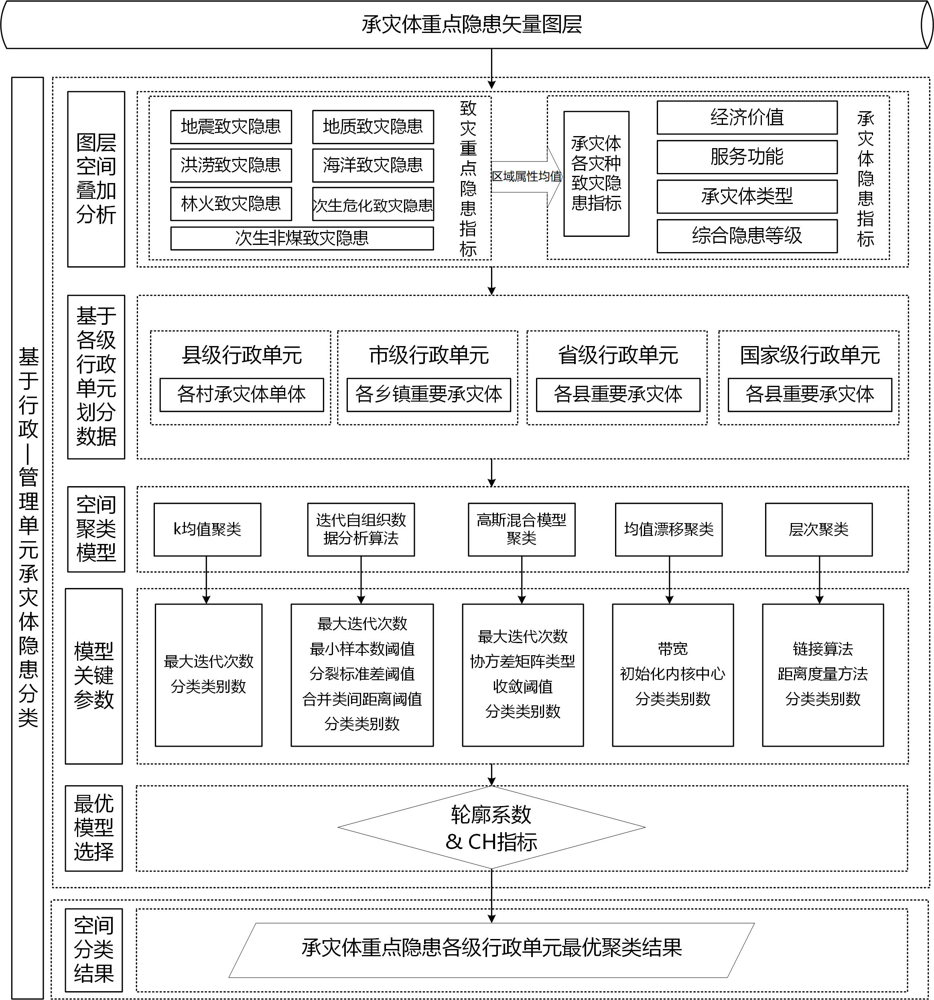 承灾体重点隐患矢量图层
基于行政—管理单元承灾体隐患分类
图层
空间
叠加
分析
地震致灾隐患
地质致灾隐患
洪涝致灾隐患
海洋致灾隐患
林火致灾隐患
次生危化致灾隐患
次生非煤致灾隐患
致灾重点隐患指标
区域属性均值
承灾体
各灾种
致灾隐
患指标
经济价值
服务功能
承灾体类型
综合隐患等级
承灾体隐患指标
基于
各级
行政
单元
划分
数据
县级行政单元
各村承灾体单体
市级行政单元
各乡镇重要承灾体
省级行政单元
各县重要承灾体
国家级行政单元
各县重要承灾体
空间
聚类
模型
k均值聚类
迭代自组织数
据分析算法
高斯混合模型
聚类
均值漂移聚类
层次聚类
模型
关键
参数
最大迭代次数
分类类别数
最大迭代次数
最小样本数阈值
分裂标准差阈值
合并类间距离阈值
分类类别数
最大迭代次数
协方差矩阵类型
收敛阈值
分类类别数
带宽
初始化内核中心
分类类别数
链接算法
距离度量方法
分类类别数
最优
模型
选择
轮廓系数
& CH指标
空间
分类
结果
承灾体重点隐患各级行政单元最优聚类结果